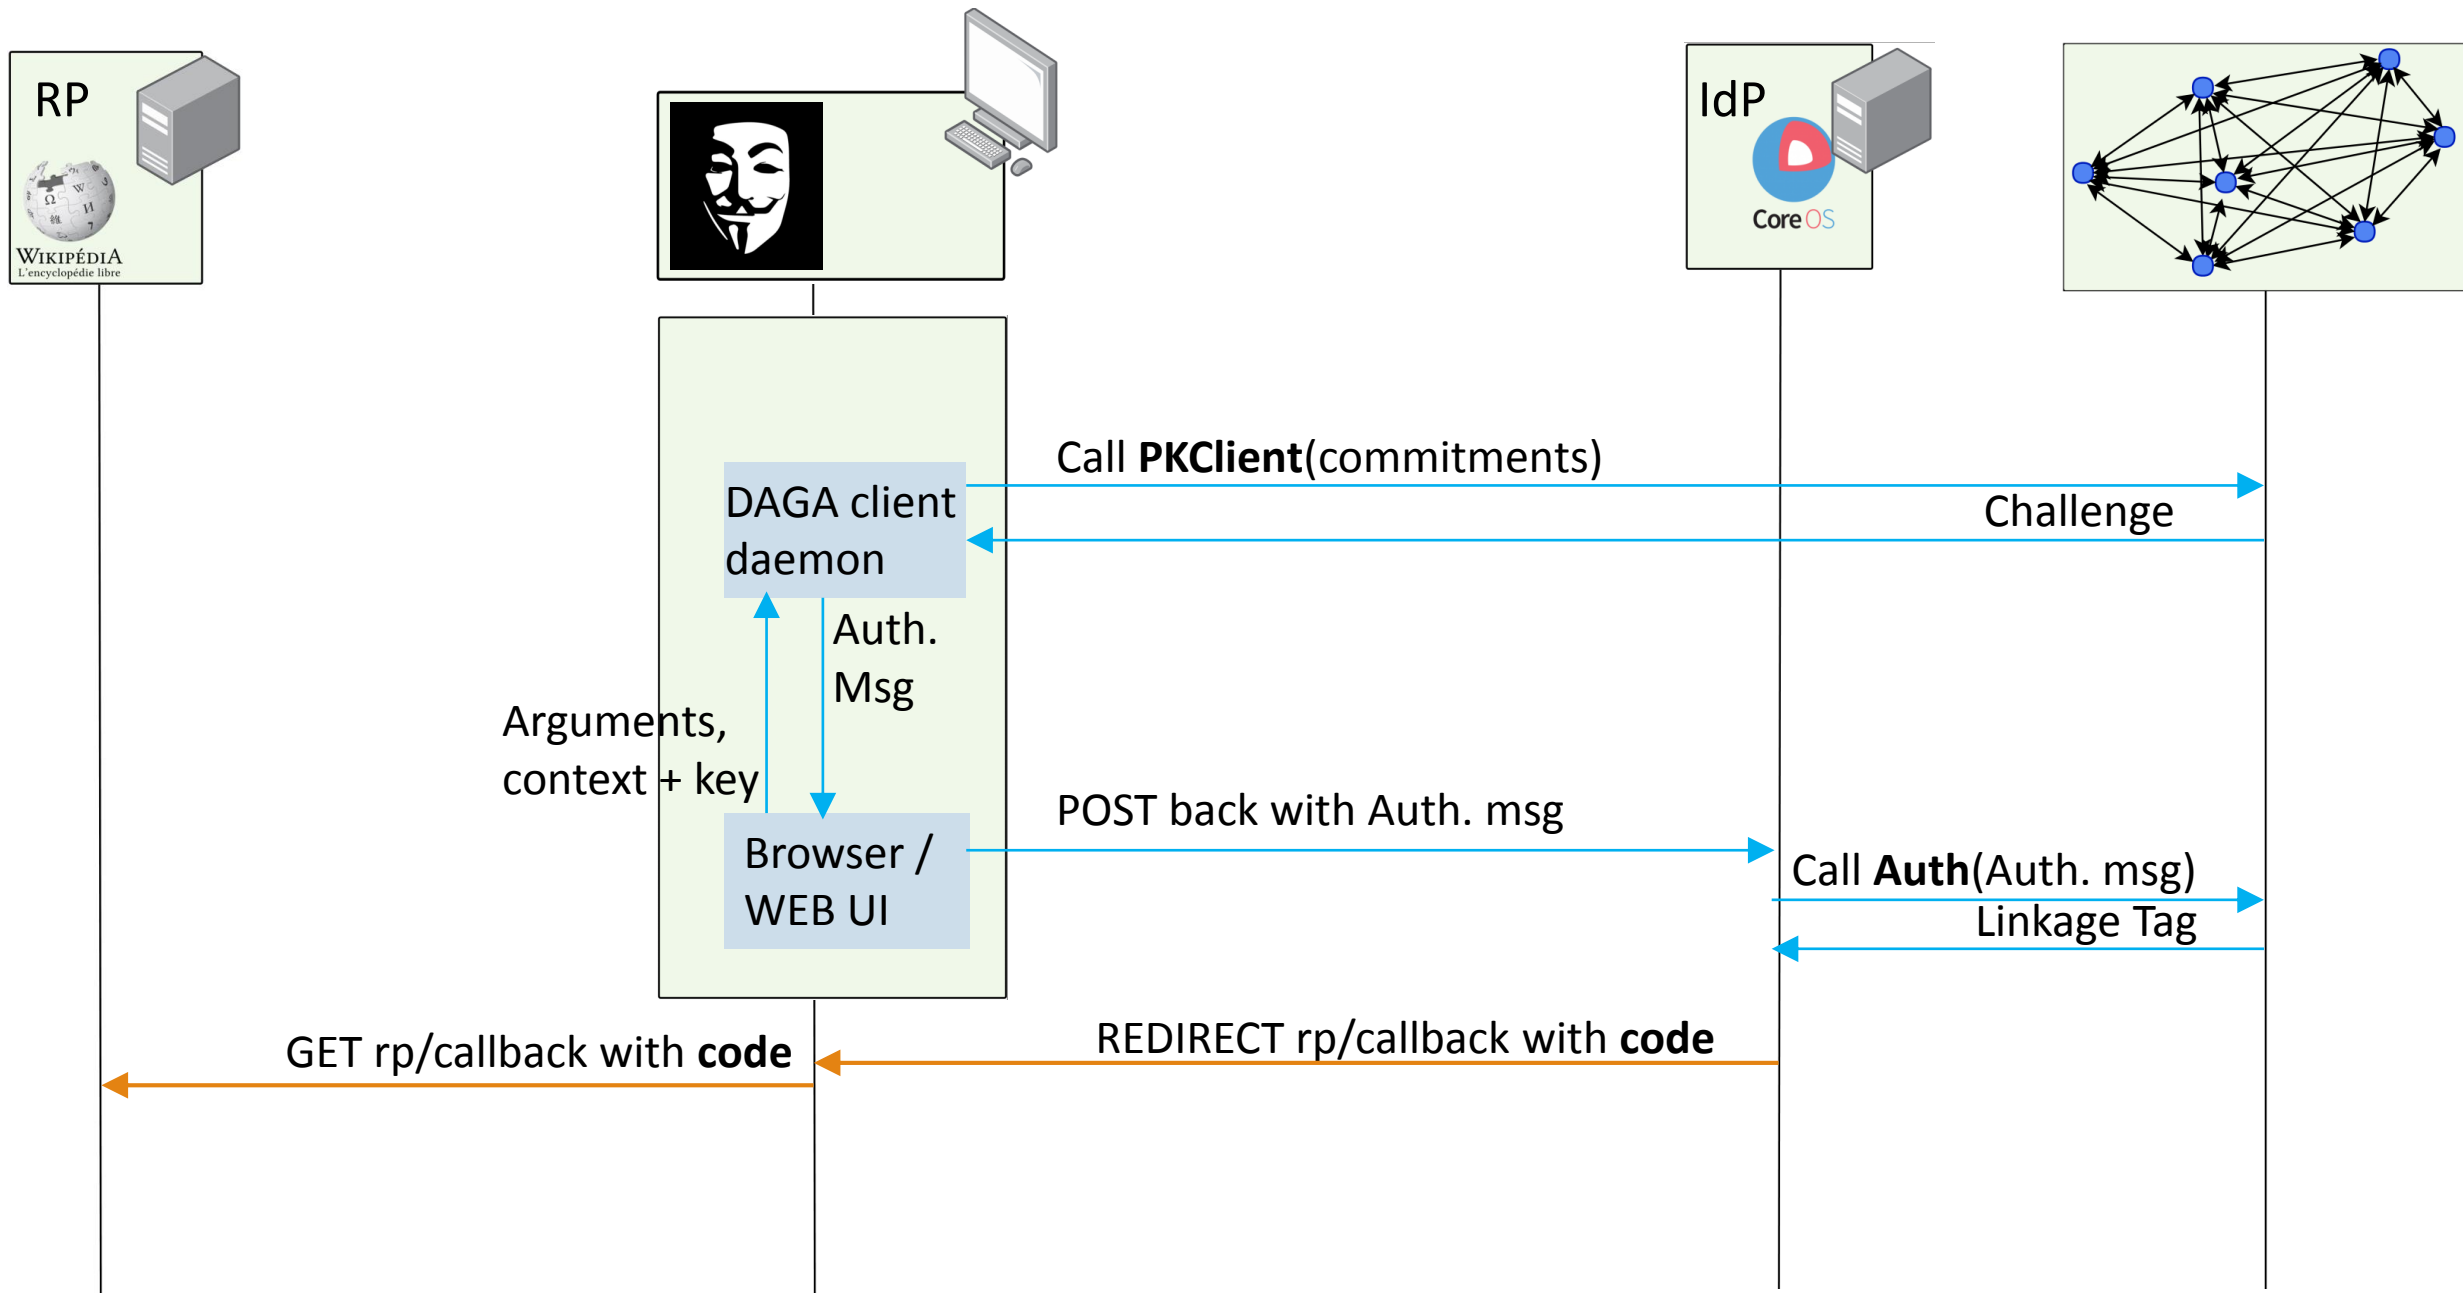 RP
WIKIPÉDIA
L'encyclopédie libre
IdP
Core OS
Call PKClient(commitments)
Challenge
DAGA client
daemon
Auth.
Msg
Arguments,
context + key
POST back with Auth. msg
Browser /
WEB UI
Call Auth(Auth. msg)
Linkage Tag
REDIRECT rp/callback with code
GET rp/callback with code